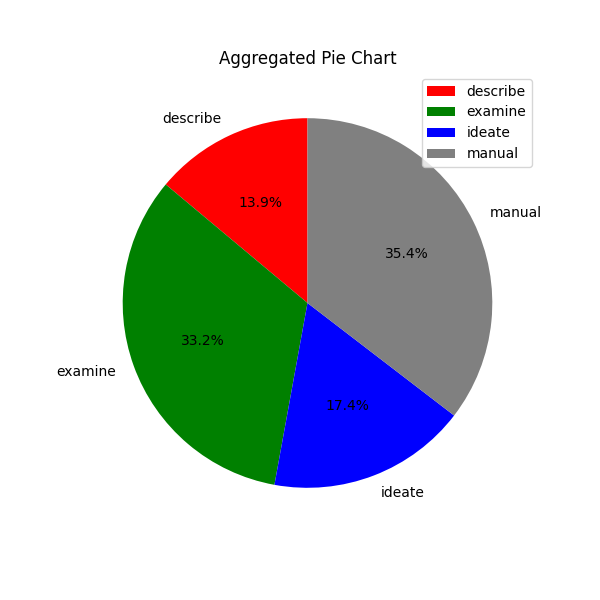 Aggregated Pie Chart
describe
examine
ideate
manual
describe
13.9%
manual
35.4%
33.2%
examine
17.4%
ideate